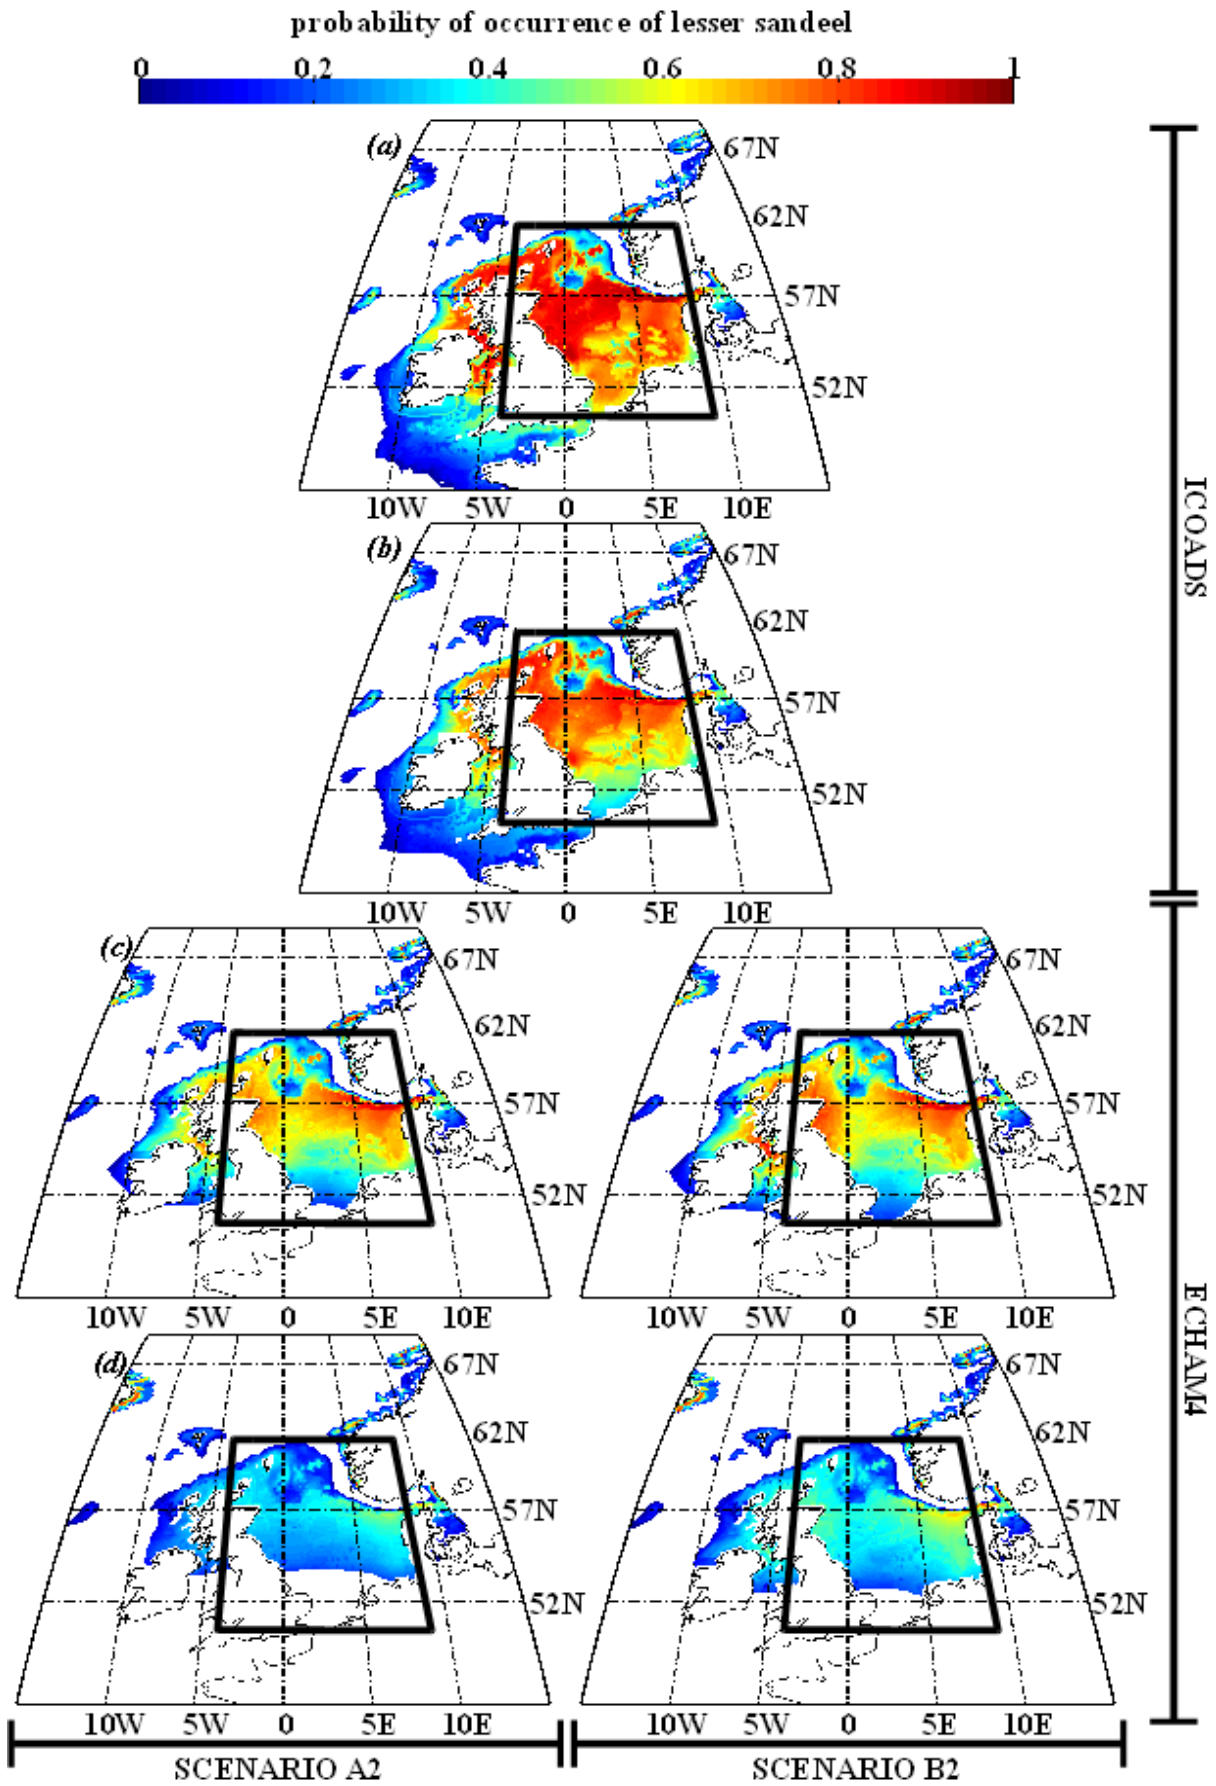 probability of occurrence of lesser sandeel
0 0.2 0.4 0.6 0.8 1
(a)
67N
62N
57N
52N
10W 5W 0 5E 10E
(b)
67N
62N
57N
52N
10W 5W 0 5E 10E
ICOADS
(c)
67N
62N
57N
52N
10W 5W 0 5E 10E
67N
62N
57N
52N
10W 5W 0 5E 10E
(d)
67N
62N
57N
52N
10W 5W 0 5E 10E
67N
62N
57N
52N
10W 5W 0 5E 10E
ECHAM4
SCENARIO A2
SCENARIO B2